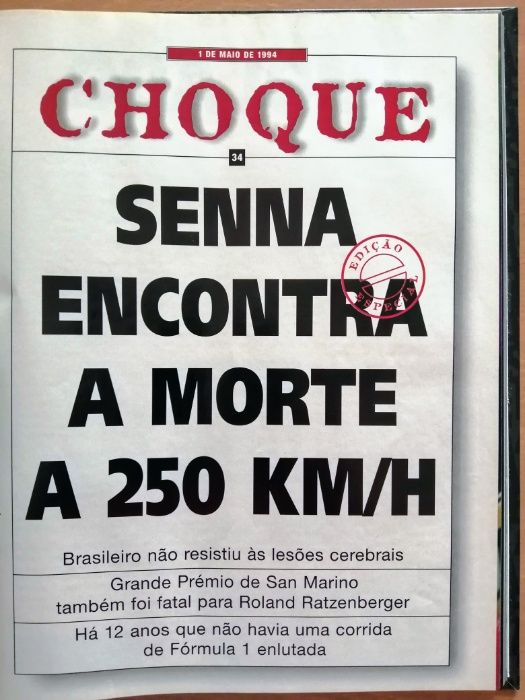 1 DE MAIO DE 1994
CHOQUE
34
SENNA
EDIÇÃO
ESPECIAL
ENCONTRA
A MORTE
A 250 KM/H
Brasileiro não resistiu às lesões cerebrais
Grande Prémio de San Marino
também foi fatal para Roland Ratzenberger
Há 12 anos que não havia uma corrida
de Fórmula 1 enlutada